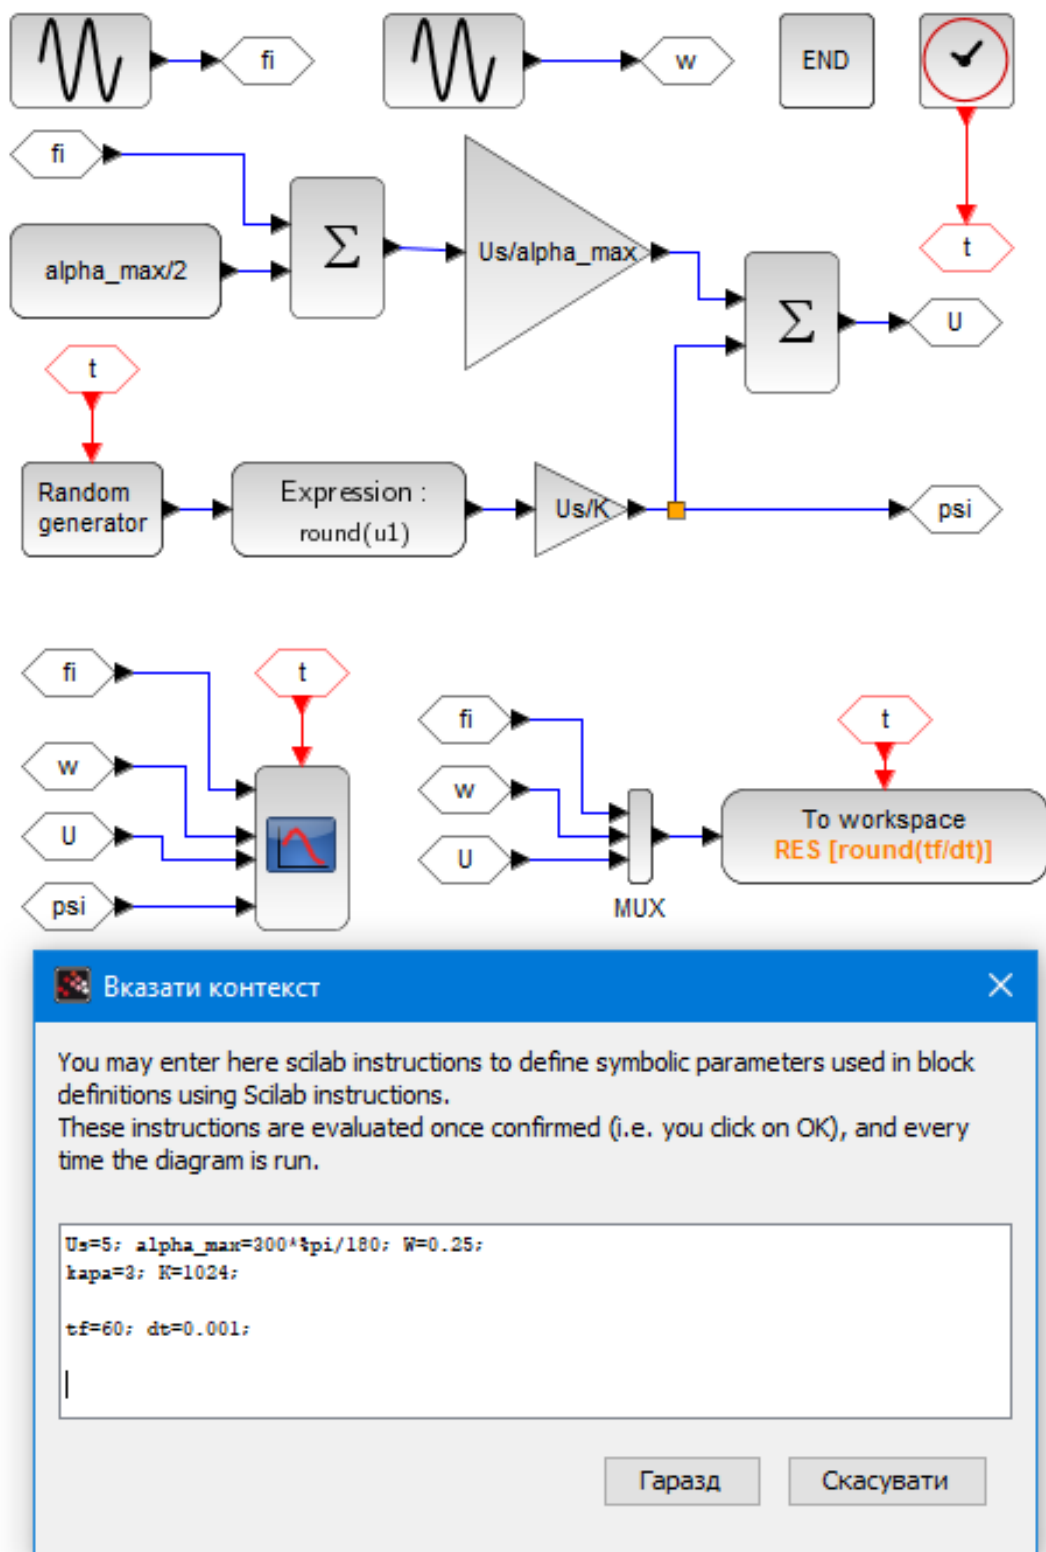 fi
w
END
fi
Σ
Us/alpha_max
t
alpha_max/2
Σ
U
t
Random
generator
Expression :
round(u1)
Us/K
psi
fi
t
fi
t
w
w
U
To workspace
RES [round(tf/dt)]
U
psi
MUX
Вказати контекст
You may enter here scilab instructions to define symbolic parameters used in block
definitions using Scilab instructions.
These instructions are evaluated once confirmed (i.e. you click on OK), and every
time the diagram is run.
Us=5; alpha_max=300*%pi/180; W=0.25;
kapa=3; K=1024;
tf=60; dt=0.001;
Гаразд
Скасувати